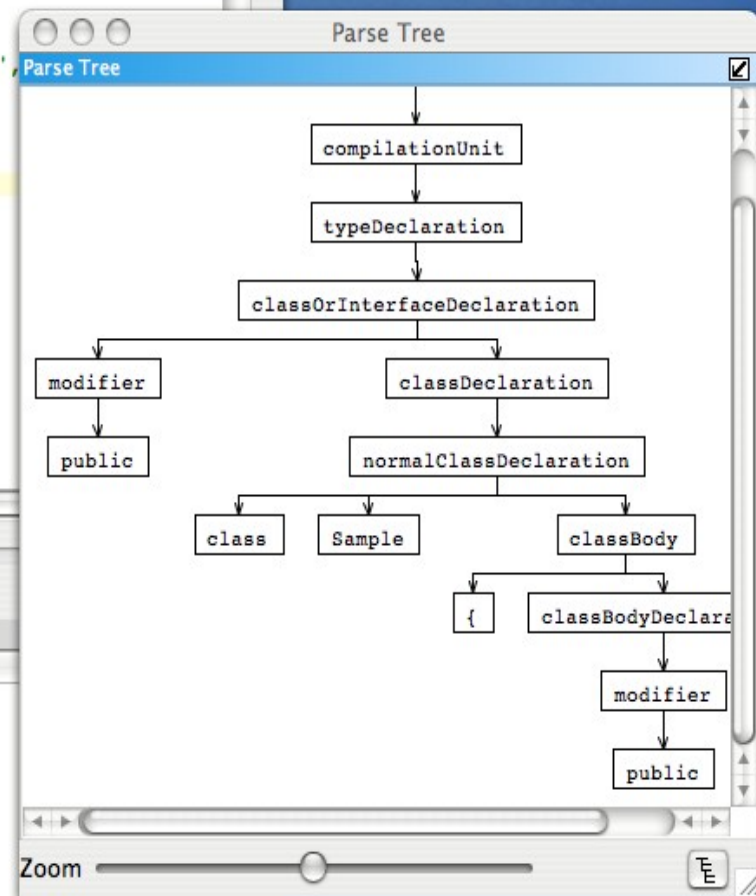 Parse Tree
Parse Tree
compilationUnit
typeDeclaration
classOrInterfaceDeclaration
modifier
classDeclaration
public
normalClassDeclaration
class
Sample
classBody
{
classBodyDeclara
modifier
public
Zoom